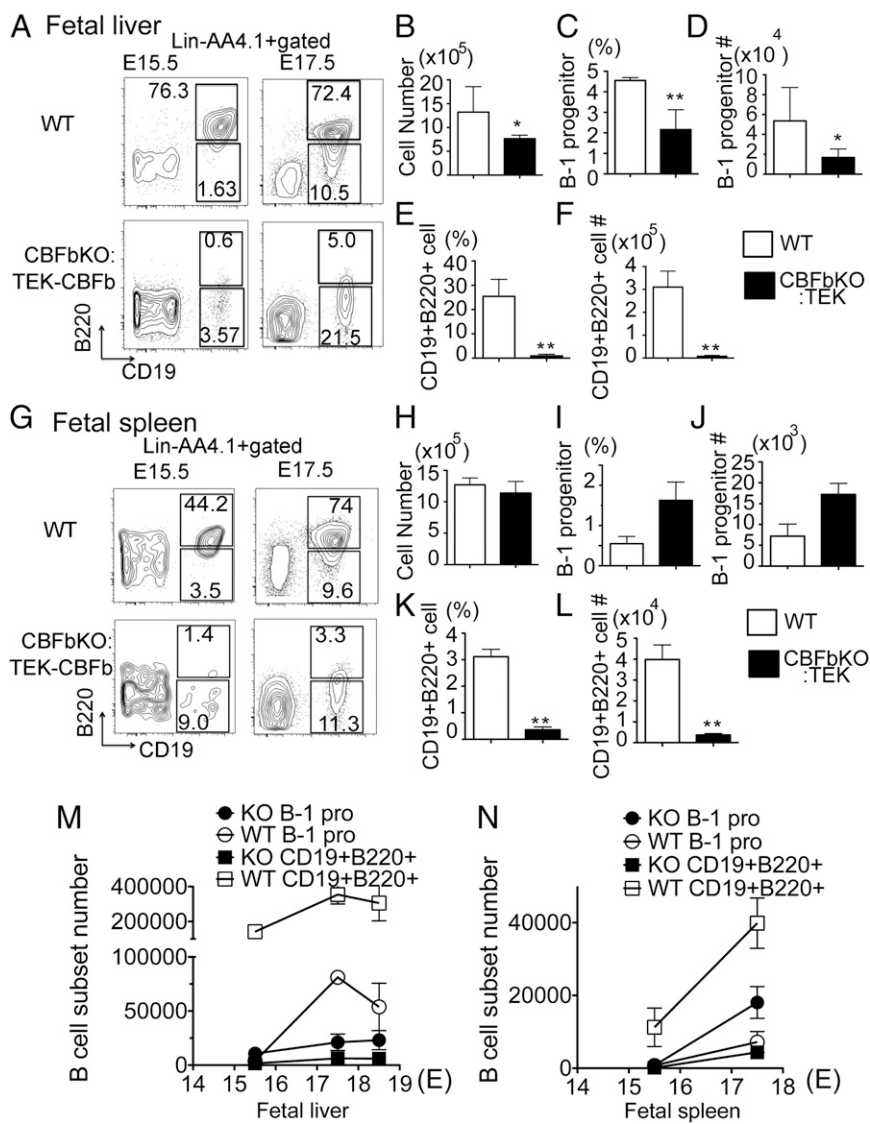 A Fetal liver
Lin-AA4.1+gated
E15.5 E17.5
WT
76.3 72.4
1.63 10.5
CBFbKO:
TEK-CBFb
0.6 5.0
3.57 21.5
B220
CD19
B (x10^5)
Cell Number
200
150
100
50
0
*
C (%)
B-1 progenitor
5
4
3
2
1
0
**
D B-1 progenitor #
(x10^4)
10
8
6
4
2
0
*
E (%)
CD19+B220+ cell
40
30
20
10
0
**
F (x10^5)
CD19+B220+ cell #
4
3
2
1
0
**
WT
CBFbKO
:TEK
G Fetal spleen
Lin-AA4.1+gated
E15.5 E17.5
WT
44.2 74
3.5 9.6
CBFbKO:
TEK-CBFb
1.4 3.3
9.0 11.3
B220
CD19
H (x10^5)
Cell Number
150
100
50
0
I (%)
B-1 progenitor
2
1
0
J (x10^3)
B-1 progenitor #
25
20
15
10
5
0
K (%)
CD19+B220+ cell
4
3
2
1
0
**
L (x10^4)
CD19+B220+ cell #
5
4
3
2
1
0
**
WT
CBFbKO
:TEK
M
KO B-1 pro
WT B-1 pro
KO CD19+B220+
WT CD19+B220+
B cell subset number
400000
200000
100000
50000
0
14 15 16 17 18 19 (E)
Fetal liver
N
KO B-1 pro
WT B-1 pro
KO CD19+B220+
WT CD19+B220+
B cell subset number
40000
20000
0
14 15 16 17 18 (E)
Fetal spleen